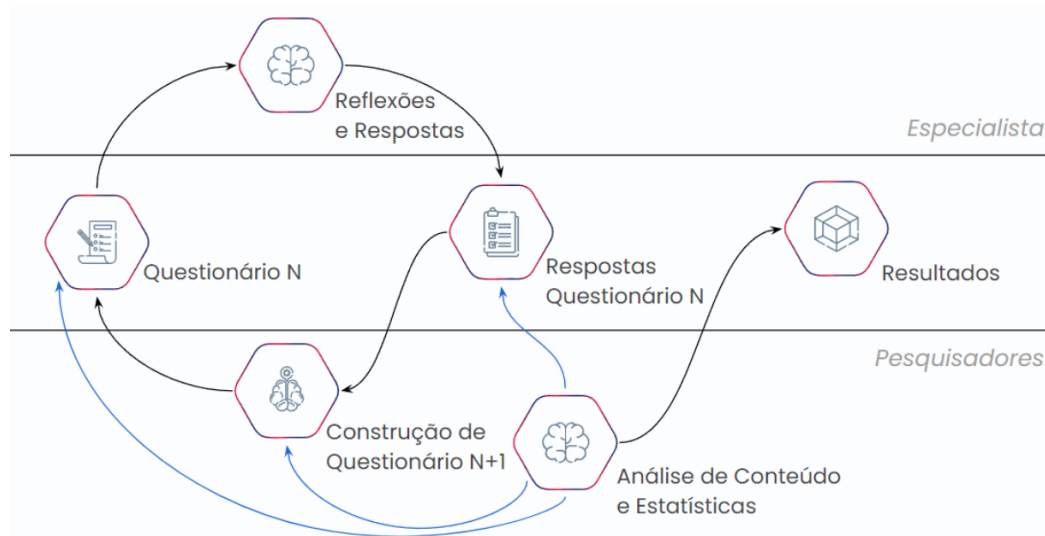 Reflexões
e Respostas
Especialista
Questionário N
Respostas
Questionário N
Resultados
Pesquisadores
Construção de
Questionário N+1
Análise de Conteúdo
e Estatísticas